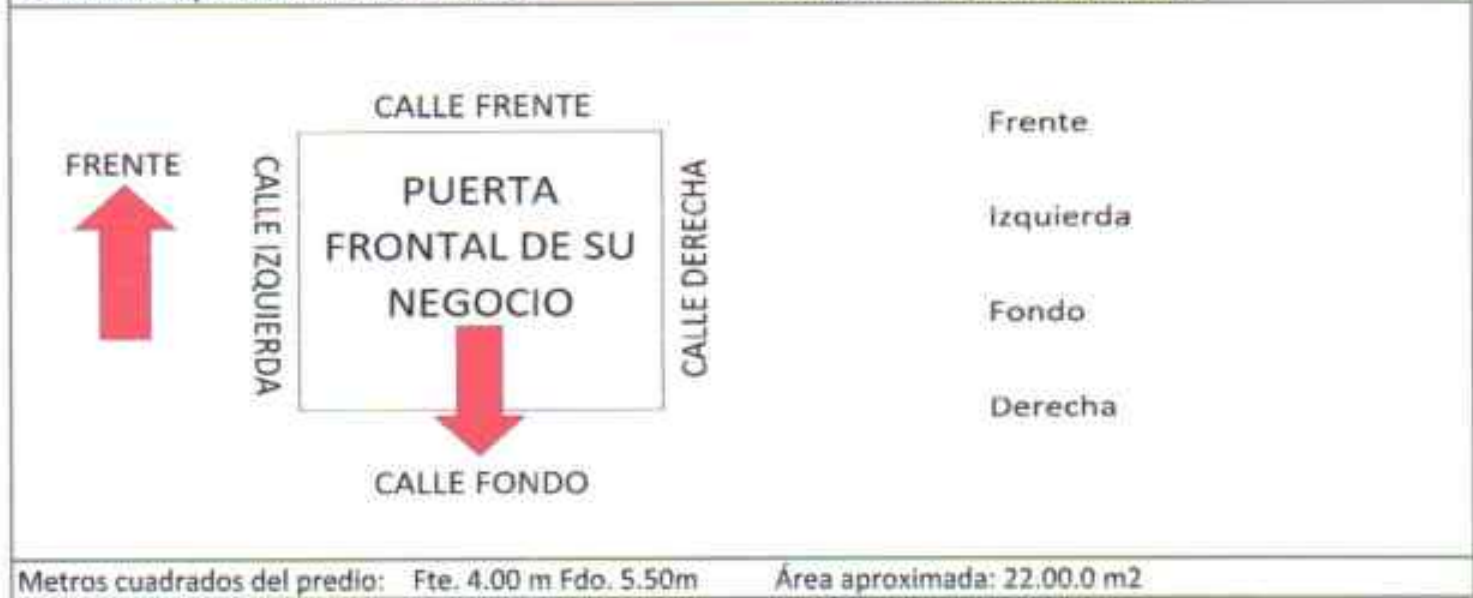 CALLE FRENTE
FRENTE
CALLE IZQUIERDA
PUERTA
FRONTAL DE SU
NEGOCIO
CALLE DERECHA
CALLE FONDO
Frente
Izquierda
Fondo
Derecha
Metros cuadrados del predio: Fte. 4.00 m Fdo. 5.50m Área aproximada: 22.00.0 m2